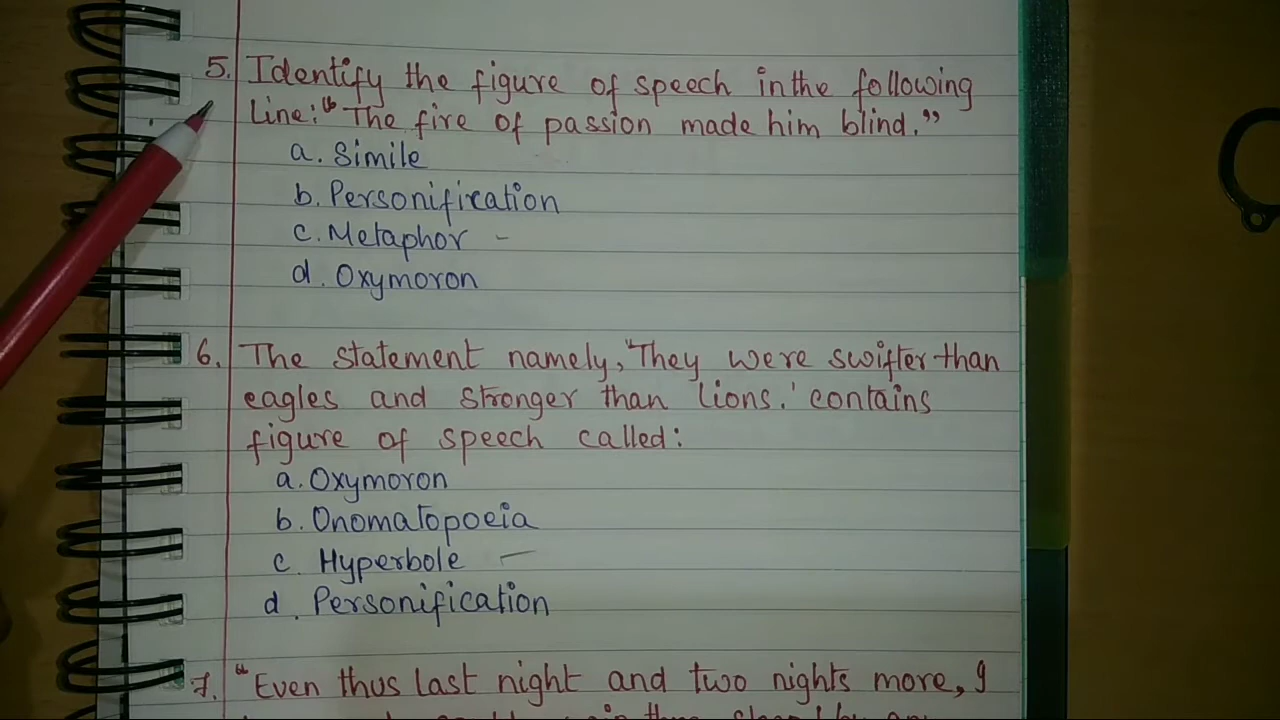 5. Identify the figure of speech in the following
line: "The fire of passion made him blind."
a. Simile
b. Personification
c. Metaphor -
d. Oxymoron
6. The statement namely, 'They were swifter than
eagles and stronger than lions.' contains
figure of speech called:
a. Oxymoron
b. Onomatopoeia
c Hyperbole -
d. Personification
7. "Even thus last night and two nights more, I